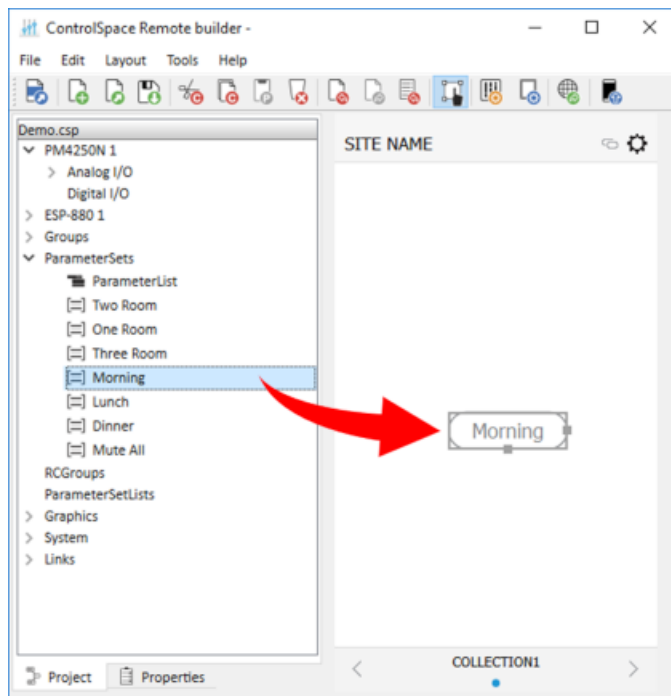 ControlSpace Remote builder -
File Edit Layout Tools Help
Demo.csp
PM4250N 1
Analog I/O
Digital I/O
ESP-880 1
Groups
ParameterSets
ParameterList
Two Room
One Room
Three Room
Morning
Lunch
Dinner
Mute All
RCGroups
ParameterSetLists
Graphics
System
Links
Project Properties
SITE NAME
Morning
COLLECTION1